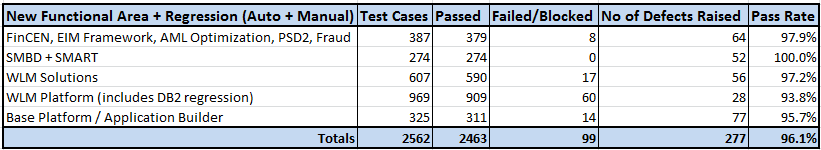 New Functional Area + Regression (Auto + Manual) Test Cases Passed Failed/Blocked No of Defects Raised Pass Rate
FinCEN, EIM Framework, AML Optimization, PSD2, Fraud 387 379 8 64 97.9%
SMBD + SMART 274 274 0 52 100.0%
WLM Solutions 607 590 17 56 97.2%
WLM Platform (includes DB2 regression) 969 909 60 28 93.8%
Base Platform / Application Builder 325 311 14 77 95.7%
Totals 2562 2463 99 277 96.1%